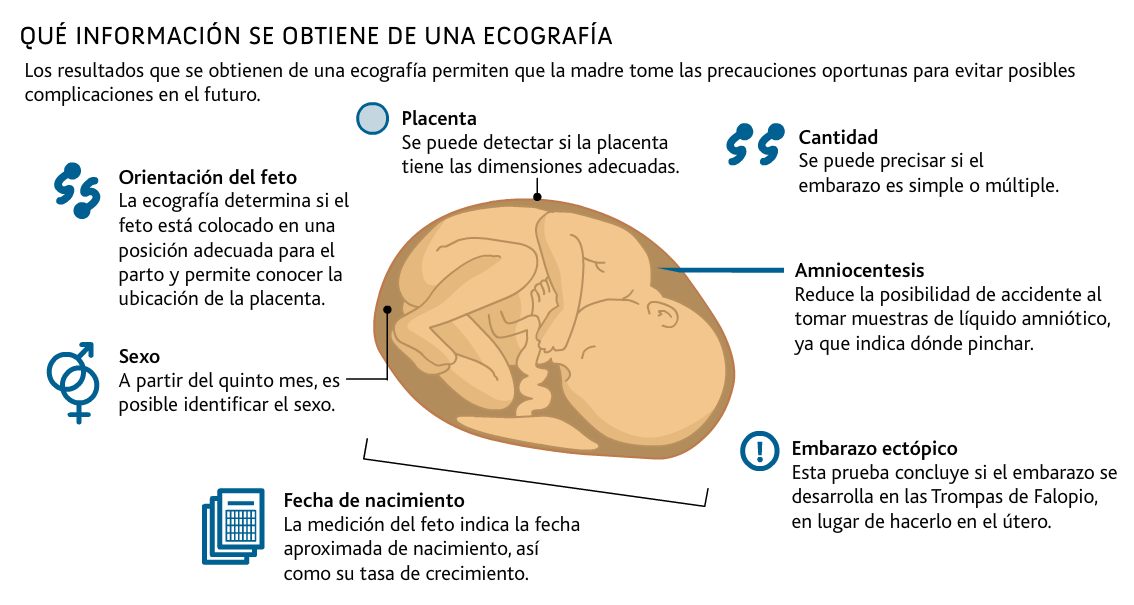 QUÉ INFORMACIÓN SE OBTIENE DE UNA ECOGRAFÍA
Los resultados que se obtienen de una ecografía permiten que la madre tome las precauciones oportunas para evitar posibles
complicaciones en el futuro.
Placenta
Se puede detectar si la placenta
tiene las dimensiones adecuadas.
Cantidad
Se puede precisar si el
embarazo es simple o múltiple.
Orientación del feto
La ecografía determina si el
feto está colocado en una
posición adecuada para el
parto y permite conocer la
ubicación de la placenta.
Amniocentesis
Reduce la posibilidad de accidente al
tomar muestras de líquido amniótico,
ya que indica dónde pinchar.
Sexo
A partir del quinto mes, es
posible identificar el sexo.
Embarazo ectópico
Esta prueba concluye si el embarazo se
desarrolla en las Trompas de Falopio,
en lugar de hacerlo en el útero.
Fecha de nacimiento
La medición del feto indica la fecha
aproximada de nacimiento, así
como su tasa de crecimiento.